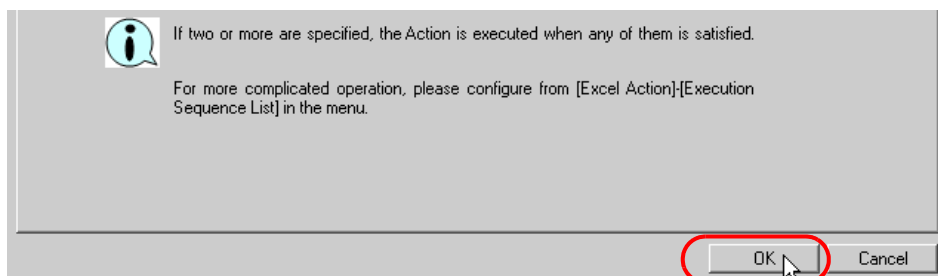 If two or more are specified, the Action is executed when any of them is satisfied.
For more complicated operation, please configure from [Excel Action]-[Execution
Sequence List] in the menu.
OK
Cancel